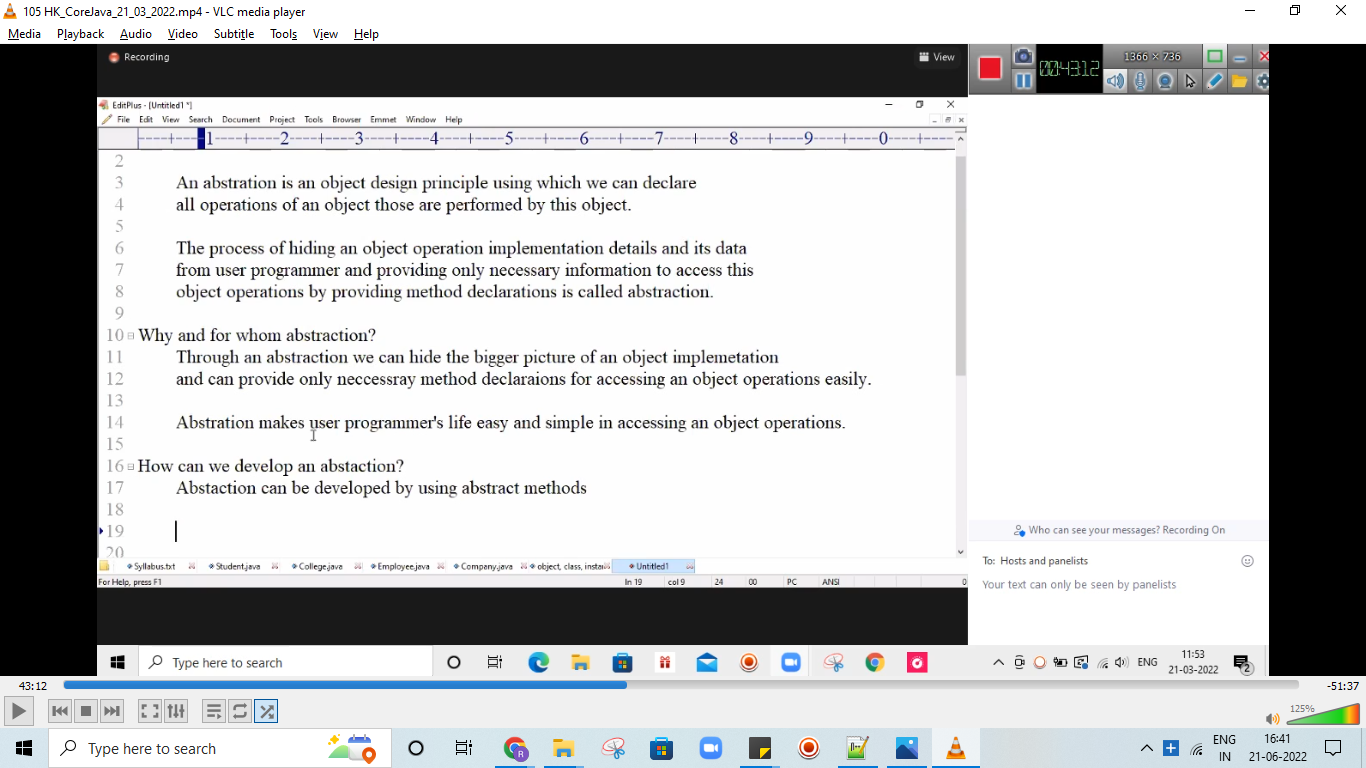 105 HK_CoreJava_21_03_2022.mp4 - VLC media player
Media Playback Audio Video Subtitle Tools View Help
Recording
View
1366 × 736
00:43:12
EditPlus - [Untitled1 *]
File Edit View Search Document Project Tools Browser Emmet Window Help
----+----1----+----2----+----3----+----4----+----5----+----6----+----7----+----8----+----9----+----0----+----
2
3 An abstration is an object design principle using which we can declare
4 all operations of an object those are performed by this object.
5
6 The process of hiding an object operation implementation details and its data
7 from user programmer and providing only necessary information to access this
8 object operations by providing method declarations is called abstraction.
9
10 Why and for whom abstraction?
11 Through an abstraction we can hide the bigger picture of an object implemetation
12 and can provide only neccessray method declaraions for accessing an object operations easily.
13
14 Abstration makes user programmer's life easy and simple in accessing an object operations.
15
16 How can we develop an abstaction?
17 Abstaction can be developed by using abstract methods
18
19
20
Syllabus.txt Student.java College.java Employee.java Company.java object, class, instan Untitled1
For Help, press F1 ln 19 col 9 24 00 PC ANSI 0
Who can see your messages? Recording On
To: Hosts and panelists
Your text can only be seen by panelists
Type here to search
ENG
11:53
21-03-2022
2
43:12
-51:37
125%
Type here to search
R
ENG
IN
16:41
21-06-2022